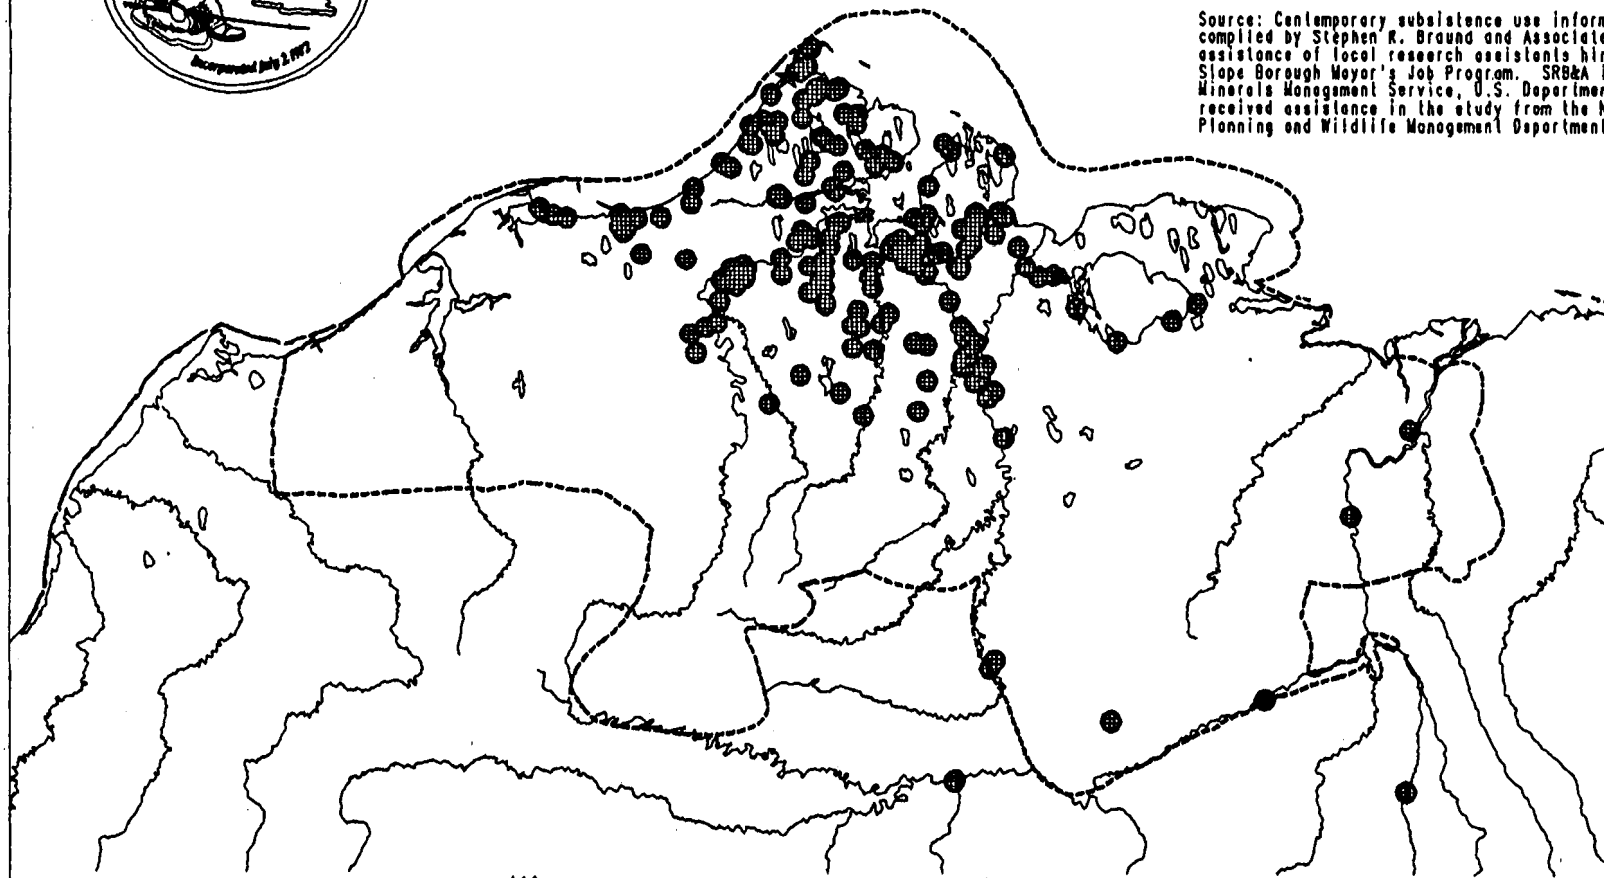 Incorporated July 2, 1972
Source: Contemporary subsistence use inform
compiled by Stephen R. Braund and Associate
assistance of local research assistants hir
Slope Borough Mayor's Job Program. SRB&A
Minerals Management Service, U.S. Departmen
received assistance in the study from the N
Planning and Wildlife Management Department